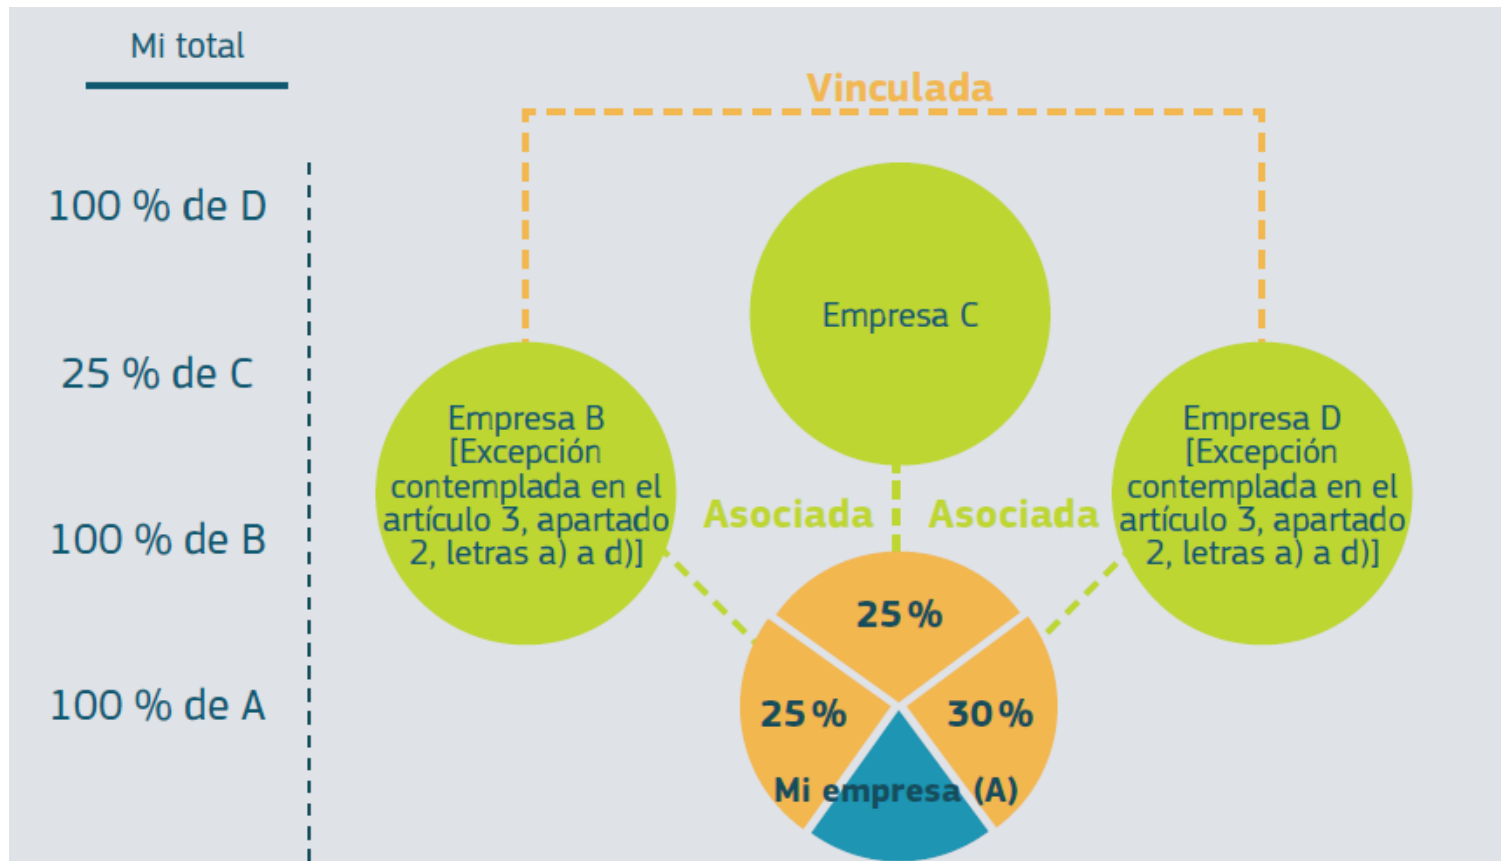 Mi total
100 % de D
25 % de C
100 % de B
100 % de A
Vinculada
Empresa C
Empresa B
[Excepción
contemplada en el
artículo 3, apartado
2, letras a) a d)]
Empresa D
[Excepción
contemplada en el
artículo 3, apartado
2, letras a) a d)]
Asociada
Asociada
25 %
25 %
30 %
Mi empresa (A)